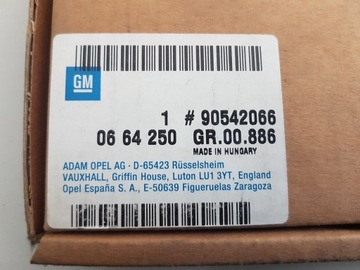 GM
1 # 90542066
06 64 250 GR.00.886
MADE IN HUNGARY
ADAM OPEL AG · D-65423 Rüsselsheim
VAUXHALL, Griffin House, Luton LU1 3YT, England
Opel España S. A., E-50639 Figueruelas Zaragoza